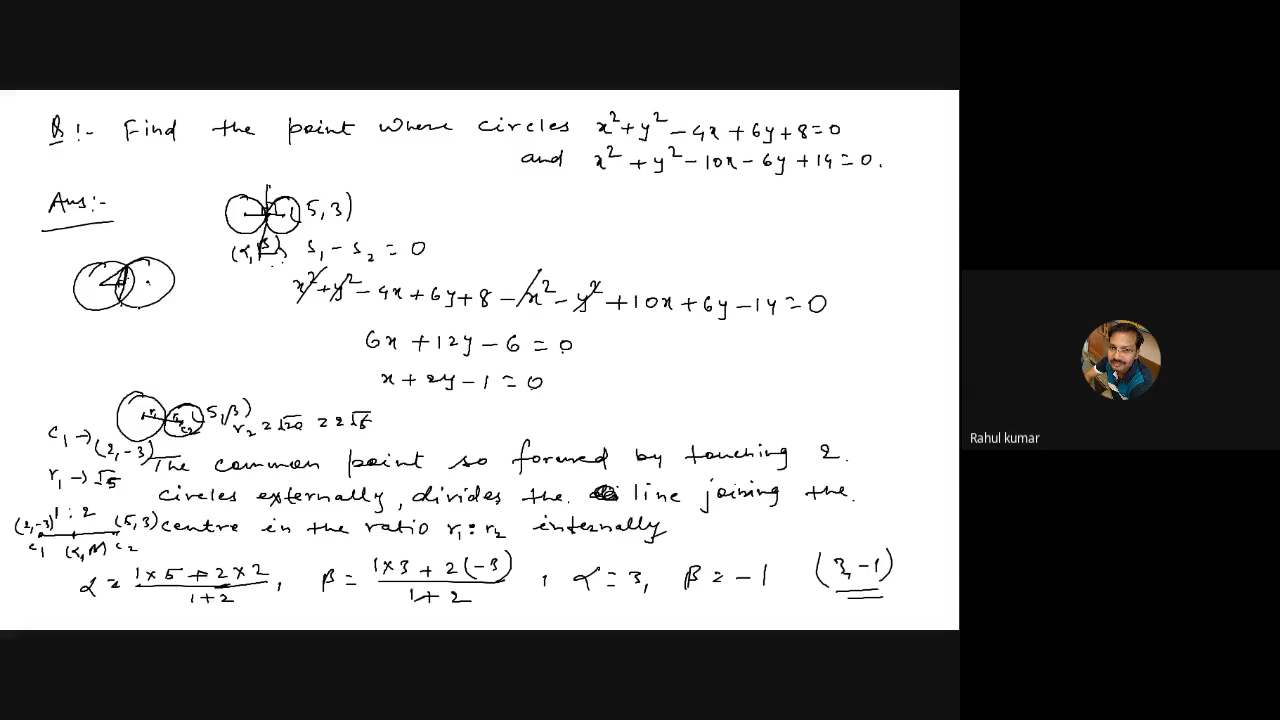 Q:- Find the point where circles x²+y²-4x+6y+8=0
and x²+y²-10x-6y+14=0.
Ans:-
5,3)
(α,β) S₁-S₂=0
x²+y²-4x+6y+8-x²-y²+10x+6y-14=0
6x+12y-6=0
x+2y-1=0
5,3)
r₂=√20=2√5
C₁→(2,-3)
r₁→√5
The common point so formed by touching 2.
circles externally, divides the line joining the.
centre in the ratio r₁:r₂ internally
1:2
(2,-3) (5,3)
C₁ (α,β) C₂
α = 1×5+2×2/1+2, β = 1×3+2(-3)/1+2, α=3, β=-1 (3,-1)
Rahul kumar